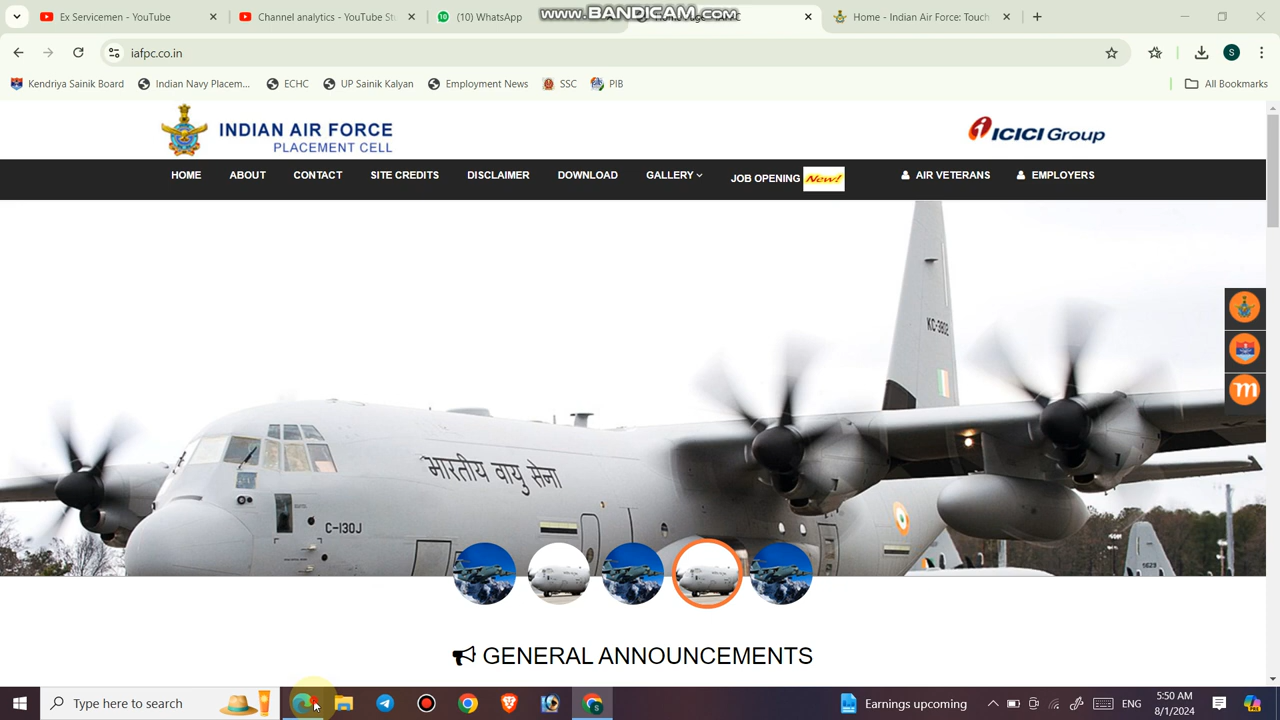 Ex Servicemen - YouTube
Channel analytics - YouTube St
(10) WhatsApp
www.BANDICAM.com
Home - Indian Air Force: Touch
iafpc.co.in
S
Kendriya Sainik Board
Indian Navy Placem...
ECHC
UP Sainik Kalyan
Employment News
SSC
PIB
All Bookmarks
INDIAN AIR FORCE
PLACEMENT CELL
ICICI Group
HOME
ABOUT
CONTACT
SITE CREDITS
DISCLAIMER
DOWNLOAD
GALLERY
JOB OPENING
New!
AIR VETERANS
EMPLOYERS
KC-3802
भारतीय वायु सेना
C-130J
GENERAL ANNOUNCEMENTS
Type here to search
Earnings upcoming
ENG
5:50 AM
8/1/2024